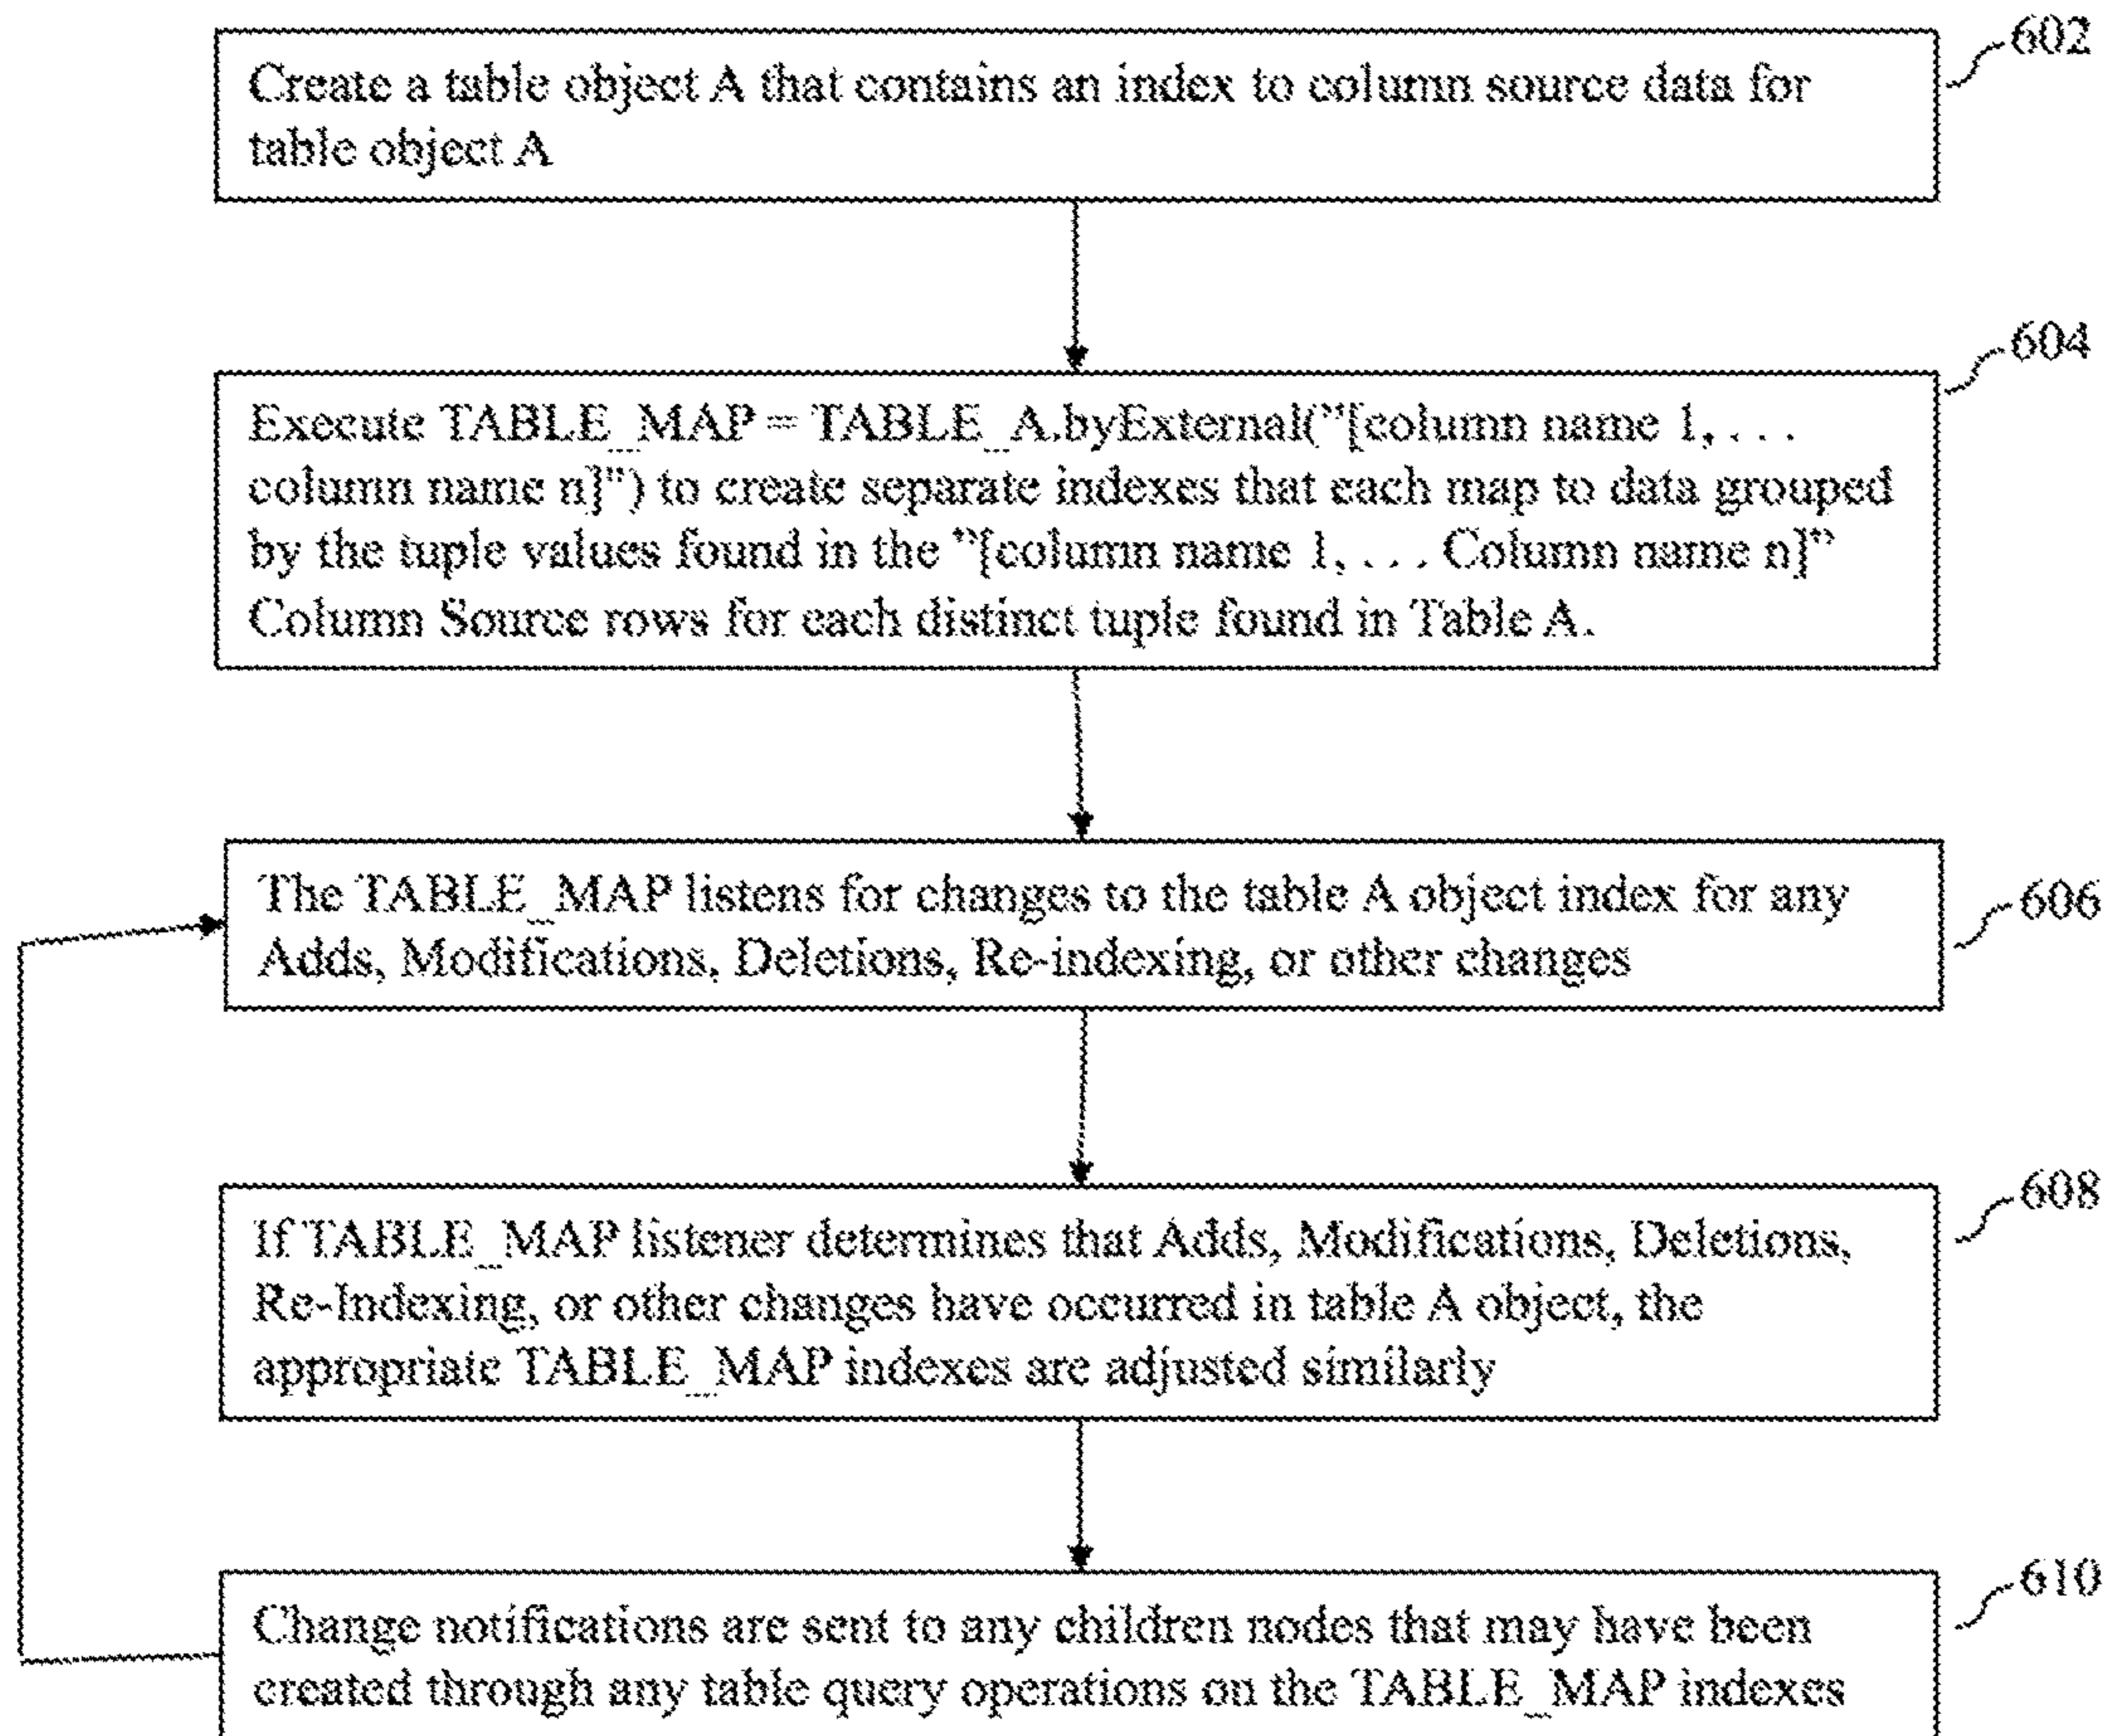 602
Create a table object A that contains an index to column source data for
table object A
604
Execute TABLE_MAP = TABLE_A.byExternal("[column name 1, . . .
column name n]") to create separate indexes that each map to data grouped
by the tuple values found in the "[column name 1, . . . Column name n]"
Column Source rows for each distinct tuple found in Table A.
606
The TABLE_MAP listens for changes to the table A object index for any
Adds, Modifications, Deletions, Re-indexing, or other changes
608
If TABLE_MAP listener determines that Adds, Modifications, Deletions,
Re-Indexing, or other changes have occurred in table A object, the
appropriate TABLE_MAP indexes are adjusted similarly
610
Change notifications are sent to any children nodes that may have been
created through any table query operations on the TABLE_MAP indexes